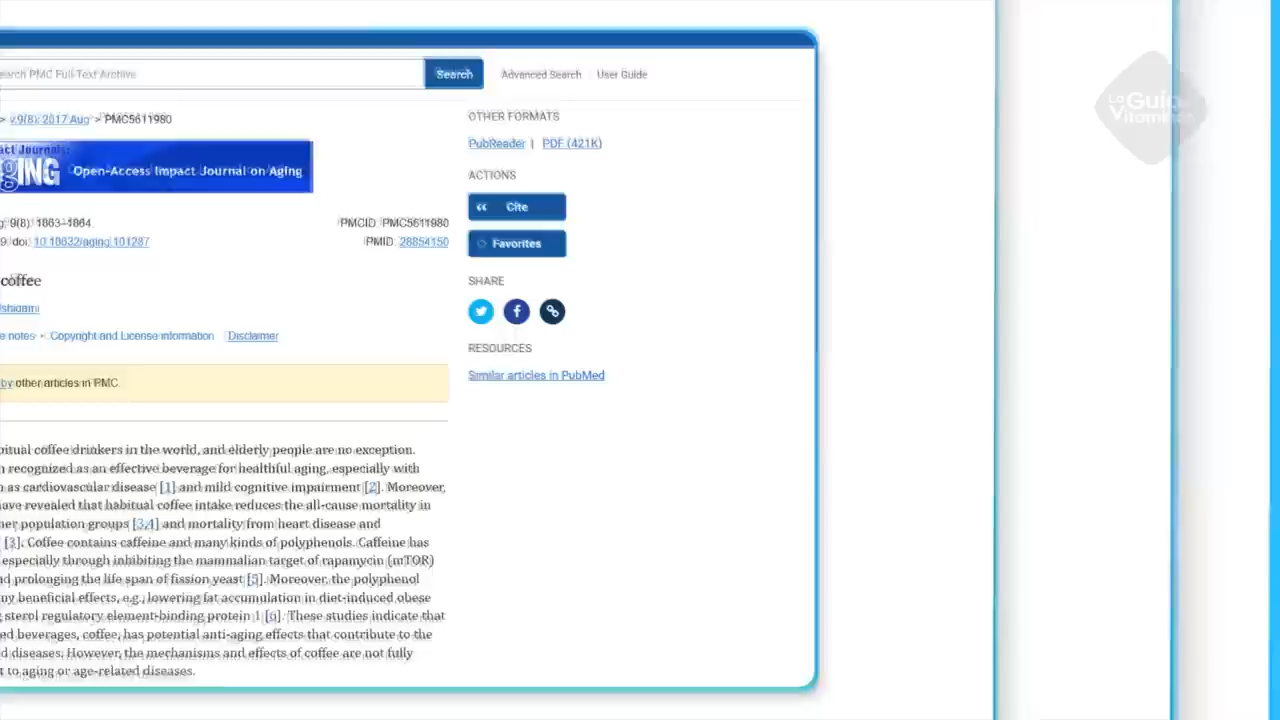 earch PMC Full-Text Archive
Search
Advanced Search
User Guide
> v.9(8); 2017 Aug > PMC5611980
act Journals:
gING
Open-Access Impact Journal on Aging
9(8): 1863–1864.
PMCID: PMC5611980
9. doi: 10.18632/aging.101287
PMID: 28854150
coffee
Ishigami
e notes
Copyright and License information
Disclaimer
by other articles in PMC.
bitual coffee drinkers in the world, and elderly people are no exception.
n recognized as an effective beverage for healthful aging, especially with
h as cardiovascular disease [1] and mild cognitive impairment [2]. Moreover,
ave revealed that habitual coffee intake reduces the all-cause mortality in
her population groups [3,4] and mortality from heart disease and
[3]. Coffee contains caffeine and many kinds of polyphenols. Caffeine has
especially through inhibiting the mammalian target of rapamycin (mTOR)
nd prolonging the life span of fission yeast [5]. Moreover, the polyphenol
ny beneficial effects, e.g., lowering fat accumulation in diet-induced obese
g sterol regulatory element-binding protein 1 [6]. These studies indicate that
ed beverages, coffee, has potential anti-aging effects that contribute to the
d diseases. However, the mechanisms and effects of coffee are not fully
t to aging or age-related diseases.
OTHER FORMATS
PubReader | PDF (421K)
ACTIONS
Cite
Favorites
SHARE
RESOURCES
Similar articles in PubMed
La Guía